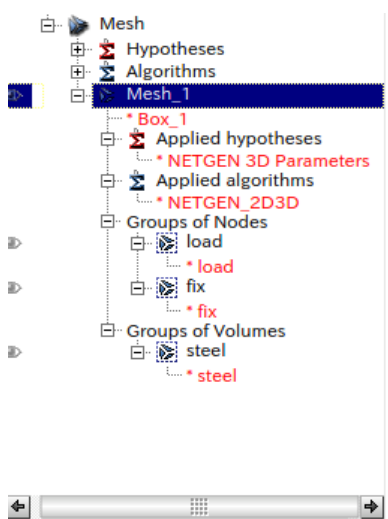 Mesh
Hypotheses
Algorithms
Mesh_1
* Box_1
Applied hypotheses
* NETGEN 3D Parameters
Applied algorithms
* NETGEN_2D3D
Groups of Nodes
load
* load
fix
* fix
Groups of Volumes
steel
* steel